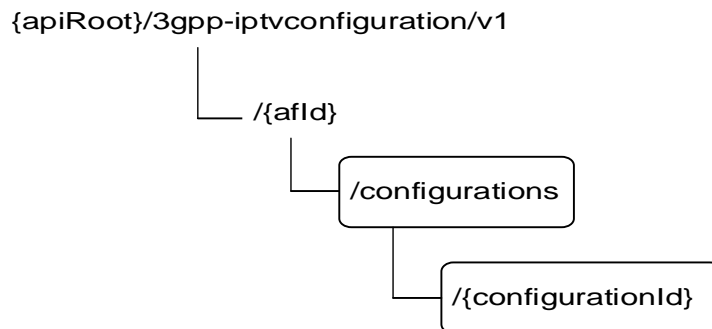 {apiRoot}/3gpp-iptvconfiguration/v1
/{afId}
/configurations
/{configurationId}